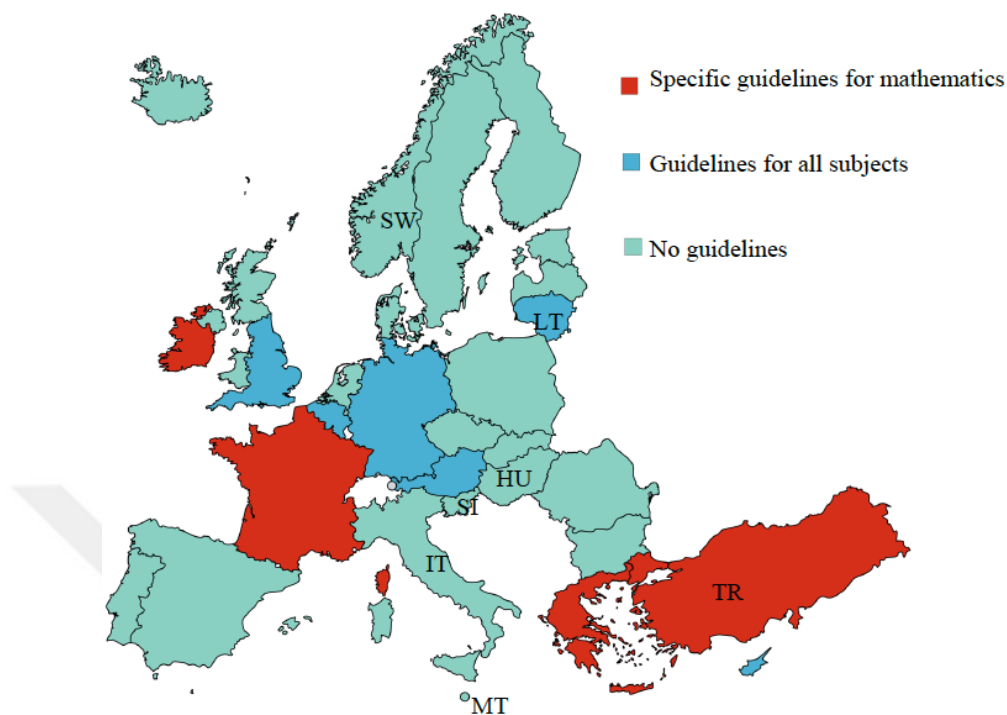 Specific guidelines for mathematics
Guidelines for all subjects
No guidelines
SW
LT
HU
SI
IT
TR
MT